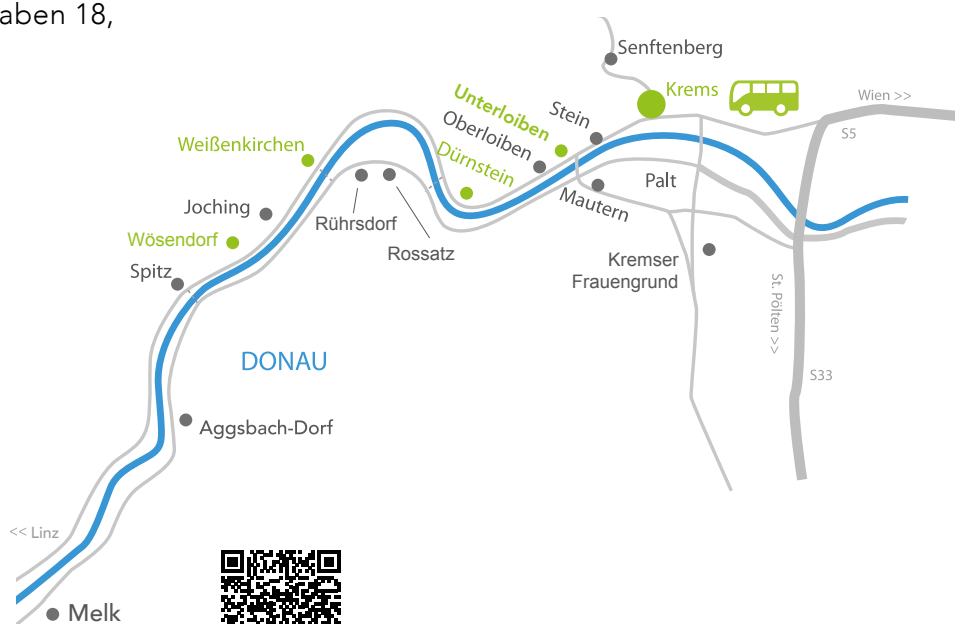 aben 18,
Senftenberg
Krems
Wien >>
S5
Unterloiben
Stein
Oberloiben
Weißenkirchen
Dürnstein
Palt
Mautern
Joching
Rührsdorf
Wösendorf
Rossatz
Kremser
Frauengrund
Spitz
St. Pölten >>
DONAU
S33
Aggsbach-Dorf
<< Linz
Melk